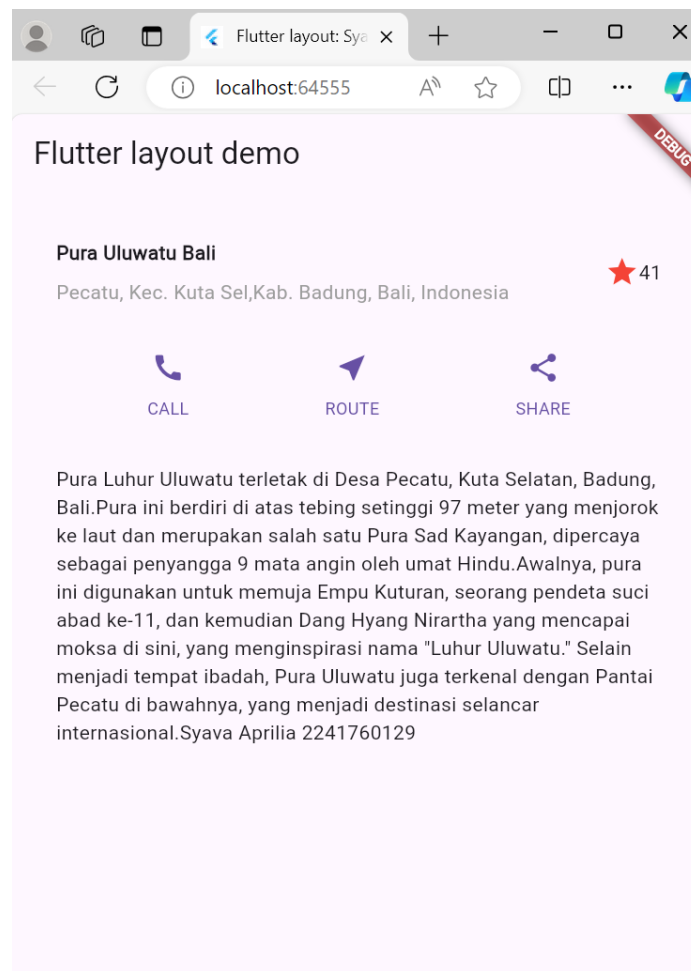 Flutter layout: Sya
localhost:64555
DEBUG
Flutter layout demo
Pura Uluwatu Bali
41
Pecatu, Kec. Kuta Sel,Kab. Badung, Bali, Indonesia
CALL ROUTE SHARE
Pura Luhur Uluwatu terletak di Desa Pecatu, Kuta Selatan, Badung,
Bali.Pura ini berdiri di atas tebing setinggi 97 meter yang menjorok
ke laut dan merupakan salah satu Pura Sad Kayangan, dipercaya
sebagai penyangga 9 mata angin oleh umat Hindu.Awalnya, pura
ini digunakan untuk memuja Empu Kuturan, seorang pendeta suci
abad ke-11, dan kemudian Dang Hyang Nirartha yang mencapai
moksa di sini, yang menginspirasi nama "Luhur Uluwatu." Selain
menjadi tempat ibadah, Pura Uluwatu juga terkenal dengan Pantai
Pecatu di bawahnya, yang menjadi destinasi selancar
internasional.Syava Aprilia 2241760129